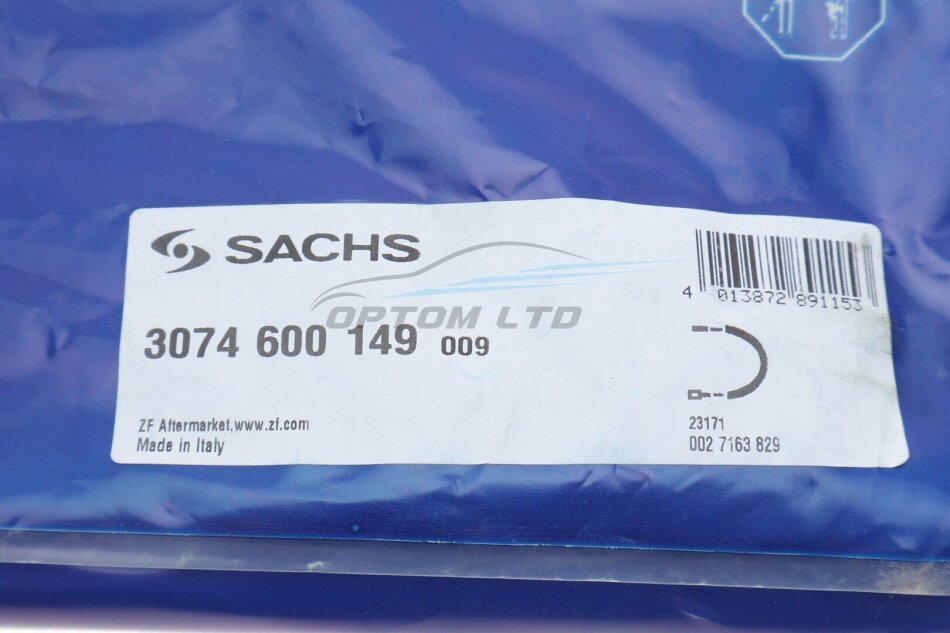 SACHS
4 013872 891153
OPTOM LTD
3074 600 149 009
ZF Aftermarket, www.zf.com
Made in Italy
23171
002 7163 829